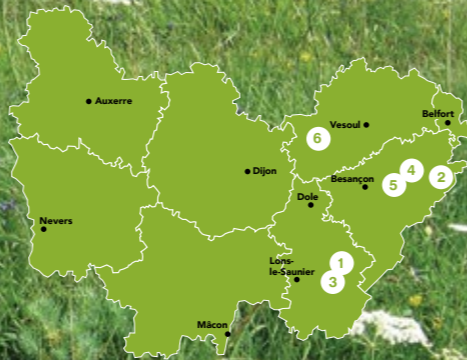 Auxerre
Belfort
Vesoul
6
Dijon
Besançon
4
2
5
Dole
Nevers
Lons-
le-Saunier
1
3
Mâcon